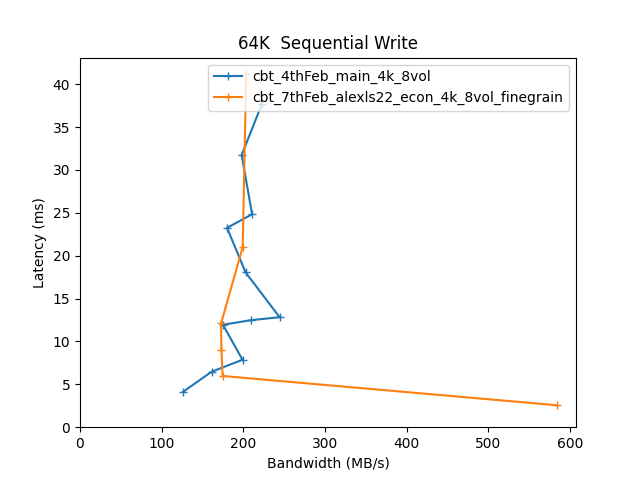 64K  Sequential Write
cbt_4thFeb_main_4k_8vol
cbt_7thFeb_alexls22_econ_4k_8vol_finegrain
Latency (ms)
40
35
30
25
20
15
10
5
0
0 100 200 300 400 500 600
Bandwidth (MB/s)